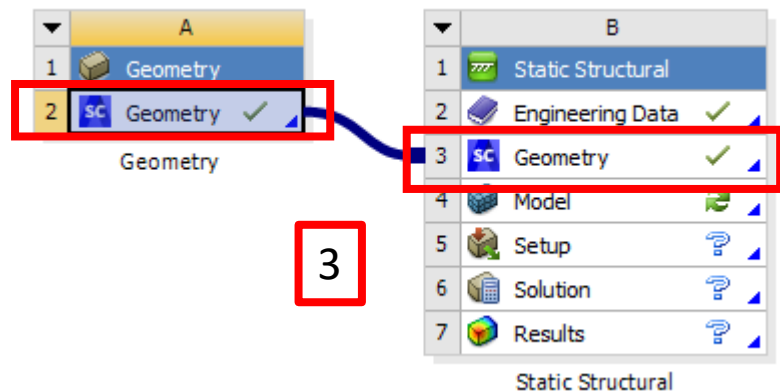 A
1 Geometry
2 SC Geometry
Geometry
3
B
1 Static Structural
2 Engineering Data
3 SC Geometry
4 Model
5 Setup
6 Solution
7 Results
Static Structural